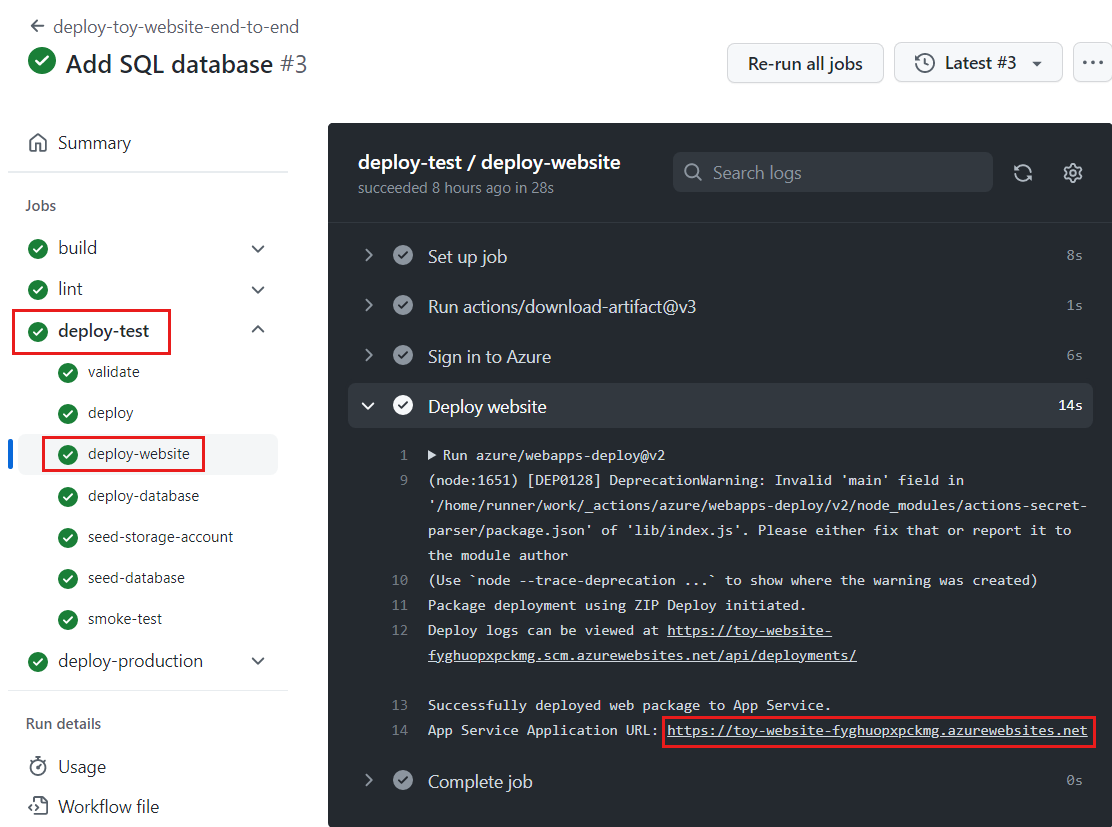 deploy-toy-website-end-to-end
Add SQL database #3
Re-run all jobs
Latest #3
Summary
Jobs
build
lint
deploy-test
validate
deploy
deploy-website
deploy-database
seed-storage-account
seed-database
smoke-test
deploy-production
Run details
Usage
Workflow file
deploy-test / deploy-website
succeeded 8 hours ago in 28s
Search logs
Set up job 8s
Run actions/download-artifact@v3 1s
Sign in to Azure 6s
Deploy website 14s
1 Run azure/webapps-deploy@v2
9 (node:1651) [DEP0128] DeprecationWarning: Invalid 'main' field in
'/home/runner/work/_actions/azure/webapps-deploy/v2/node_modules/actions-secret-
parser/package.json' of 'lib/index.js'. Please either fix that or report it to
the module author
10 (Use `node --trace-deprecation ...` to show where the warning was created)
11 Package deployment using ZIP Deploy initiated.
12 Deploy logs can be viewed at https://toy-website-
fyghuopxpckmg.scm.azurewebsites.net/api/deployments/
13 Successfully deployed web package to App Service.
14 App Service Application URL: https://toy-website-fyghuopxpckmg.azurewebsites.net
Complete job 0s